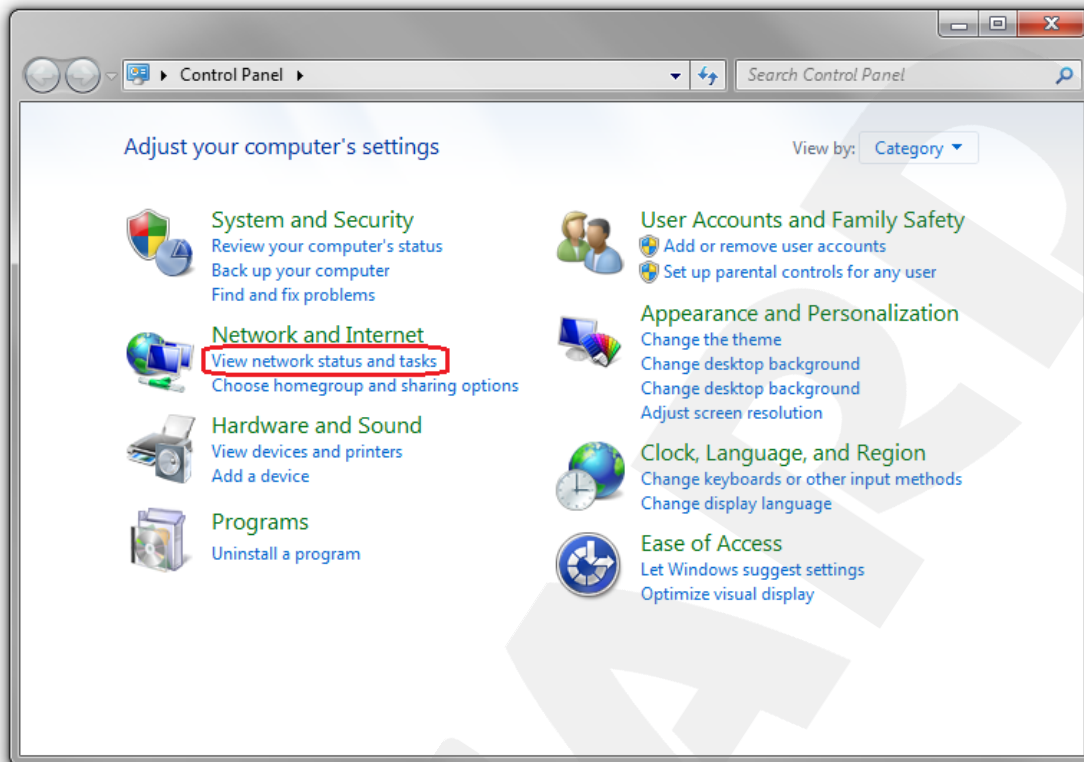 Control Panel
Search Control Panel
Adjust your computer's settings
View by: Category
System and Security
Review your computer's status
Back up your computer
Find and fix problems
Network and Internet
View network status and tasks
Choose homegroup and sharing options
Hardware and Sound
View devices and printers
Add a device
Programs
Uninstall a program
User Accounts and Family Safety
Add or remove user accounts
Set up parental controls for any user
Appearance and Personalization
Change the theme
Change desktop background
Change desktop background
Adjust screen resolution
Clock, Language, and Region
Change keyboards or other input methods
Change display language
Ease of Access
Let Windows suggest settings
Optimize visual display